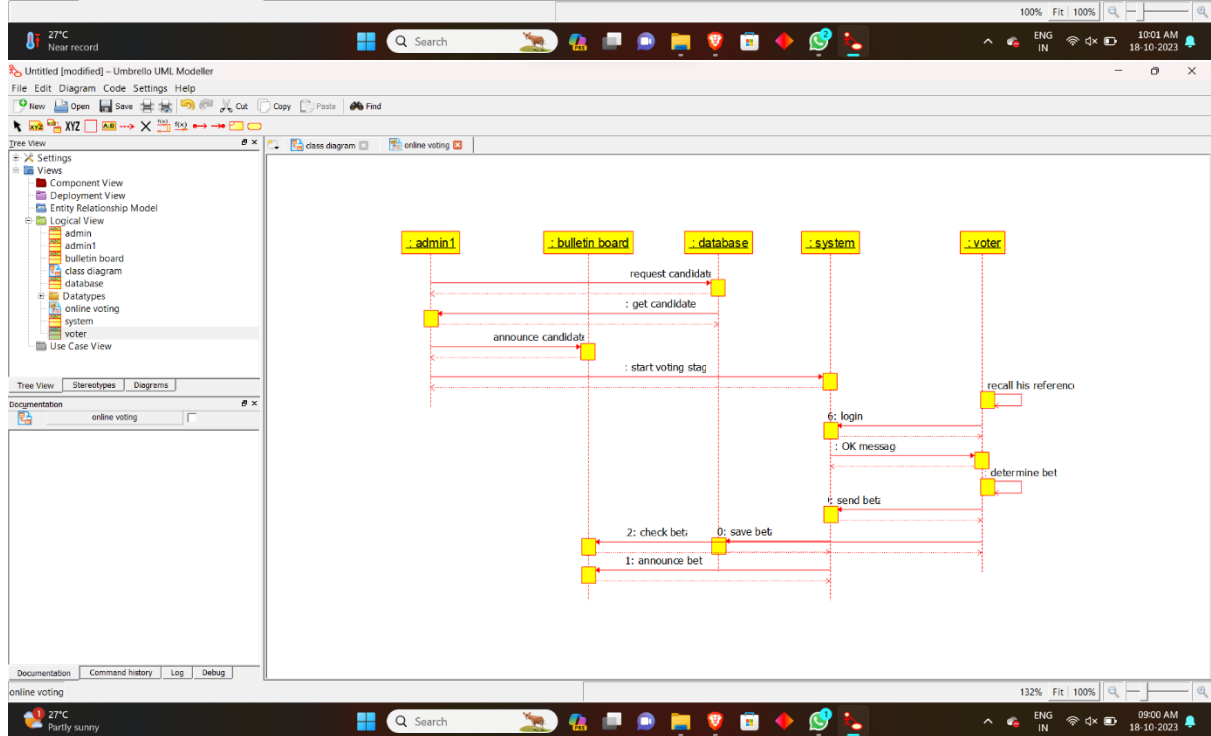 100% Fit 100%
27°C
Near record
Search
ENG
IN
10:01 AM
18-10-2023
Untitled [modified] – Umbrello UML Modeller
File Edit Diagram Code Settings Help
New Open Save Cut Copy Paste Find
XYZ
Tree View
class diagram
online voting
Settings
Views
Component View
Deployment View
Entity Relationship Model
Logical View
admin
admin1
bulletin board
class diagram
database
Datatypes
online voting
system
voter
Use Case View
Tree View Stereotypes Diagrams
Documentation
online voting
: admin1
: bulletin board
: database
: system
: voter
request candidat
: get candidate
announce candidat
: start voting stag
recall his referenc
6: login
: OK messag
determine bet
: send bet
2: check bet
0: save bet
1: announce bet
Documentation Command history Log Debug
online voting
132% Fit 100%
1
27°C
Partly sunny
Search
PRE
2
ENG
IN
09:00 AM
18-10-2023